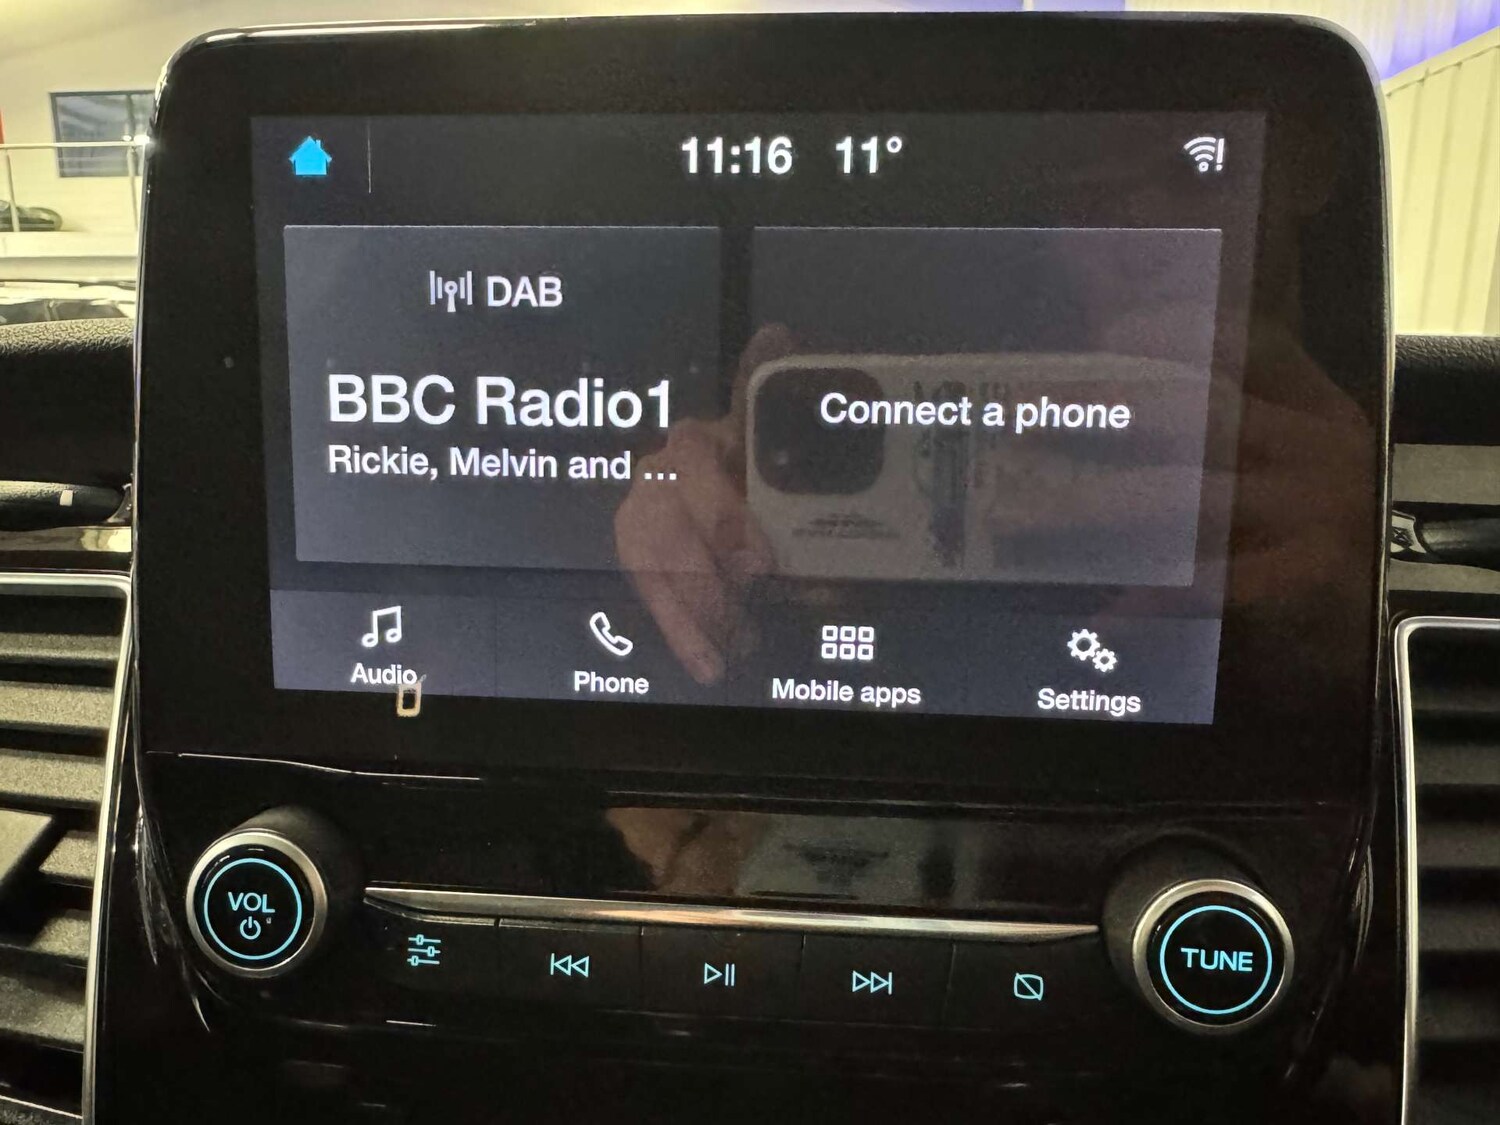 11:16 11°
DAB
BBC Radio1
Rickie, Melvin and ...
Connect a phone
Audio
Phone
Mobile apps
Settings
VOL
TUNE